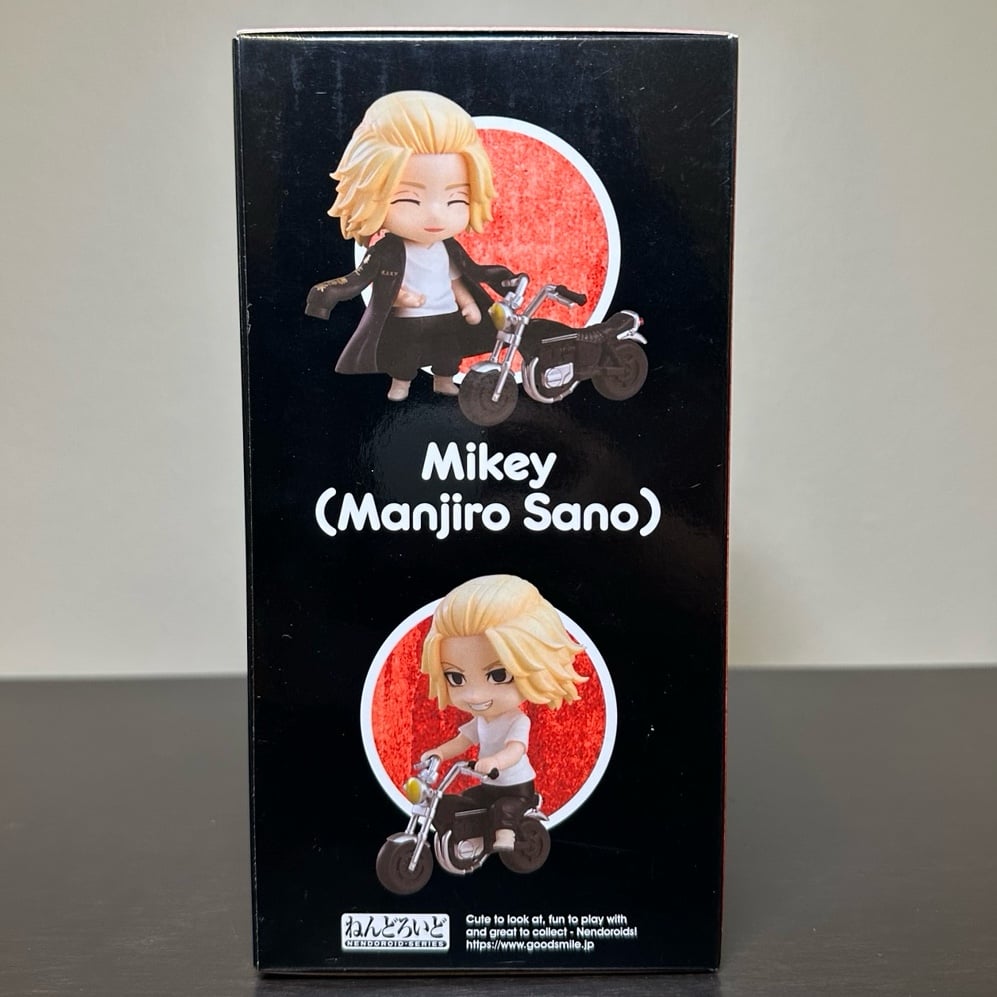 Mikey
(Manjiro Sano)
ねんどろいど
NENDOROID-SERIES
Cute to look at, fun to play with
and great to collect - Nendoroids!
https://www.goodsmile.jp